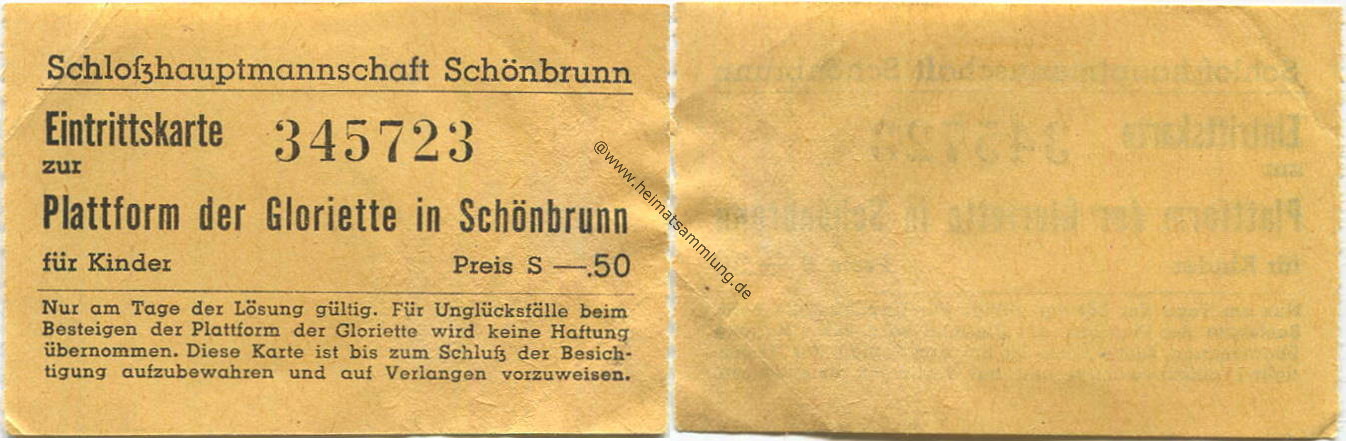 Schloßhauptmannschaft Schönbrunn
Eintrittskarte 345723
zur
Plattform der Gloriette in Schönbrunn
für Kinder Preis S —.50
Nur am Tage der Lösung gültig. Für Unglücksfälle beim
Besteigen der Plattform der Gloriette wird keine Haftung
übernommen. Diese Karte ist bis zum Schluß der Besich-
tigung aufzubewahren und auf Verlangen vorzuweisen.
@www.heimatsammlung.de